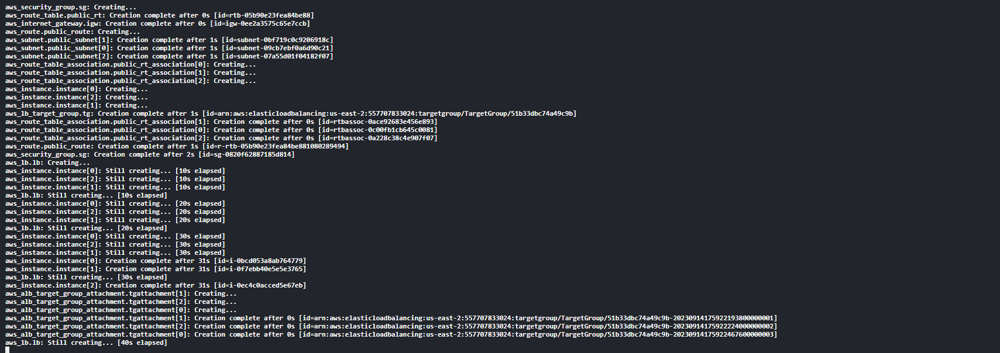 aws_security_group.sg: Creating...
aws_route_table.public_rt: Creation complete after 0s [id=rtb-05b90e23fea84be88]
aws_internet_gateway.igw: Creation complete after 0s [id=igw-0ee2a3575c65e7ccb]
aws_route.public_route: Creating...
aws_subnet.public_subnet[1]: Creation complete after 1s [id=subnet-0bf719c0c9206918c]
aws_subnet.public_subnet[0]: Creation complete after 1s [id=subnet-09cb7ebf0a6d90c21]
aws_subnet.public_subnet[2]: Creation complete after 1s [id=subnet-07a55d01f04182f07]
aws_route_table_association.public_rt_association[0]: Creating...
aws_route_table_association.public_rt_association[1]: Creating...
aws_route_table_association.public_rt_association[2]: Creating...
aws_instance.instance[0]: Creating...
aws_instance.instance[2]: Creating...
aws_instance.instance[1]: Creating...
aws_lb_target_group.tg: Creation complete after 1s [id=arn:aws:elasticloadbalancing:us-east-2:557707833024:targetgroup/TargetGroup/51b33dbc74a49c9b]
aws_route_table_association.public_rt_association[1]: Creation complete after 0s [id=rtbassoc-0ace92683e456e893]
aws_route_table_association.public_rt_association[0]: Creation complete after 0s [id=rtbassoc-0c00fb1cb645c0081]
aws_route_table_association.public_rt_association[2]: Creation complete after 0s [id=rtbassoc-0a228c38c4e907f07]
aws_route.public_route: Creation complete after 1s [id=r-rtb-05b90e23fea84be881080289494]
aws_security_group.sg: Creation complete after 2s [id=sg-0820f62887185d814]
aws_lb.lb: Creating...
aws_instance.instance[0]: Still creating... [10s elapsed]
aws_instance.instance[2]: Still creating... [10s elapsed]
aws_instance.instance[1]: Still creating... [10s elapsed]
aws_lb.lb: Still creating... [10s elapsed]
aws_instance.instance[0]: Still creating... [20s elapsed]
aws_instance.instance[2]: Still creating... [20s elapsed]
aws_instance.instance[1]: Still creating... [20s elapsed]
aws_lb.lb: Still creating... [20s elapsed]
aws_instance.instance[0]: Still creating... [30s elapsed]
aws_instance.instance[2]: Still creating... [30s elapsed]
aws_instance.instance[1]: Still creating... [30s elapsed]
aws_instance.instance[0]: Creation complete after 31s [id=i-0bcd053a8ab764779]
aws_instance.instance[1]: Creation complete after 31s [id=i-0f7ebb40e5e5e3765]
aws_lb.lb: Still creating... [30s elapsed]
aws_instance.instance[2]: Creation complete after 31s [id=i-0ec4c0acced5e67eb]
aws_alb_target_group_attachment.tgattachment[1]: Creating...
aws_alb_target_group_attachment.tgattachment[2]: Creating...
aws_alb_target_group_attachment.tgattachment[0]: Creating...
aws_alb_target_group_attachment.tgattachment[1]: Creation complete after 0s [id=arn:aws:elasticloadbalancing:us-east-2:557707833024:targetgroup/TargetGroup/51b33dbc74a49c9b-20230914175922193800000001]
aws_alb_target_group_attachment.tgattachment[2]: Creation complete after 0s [id=arn:aws:elasticloadbalancing:us-east-2:557707833024:targetgroup/TargetGroup/51b33dbc74a49c9b-20230914175922224000000002]
aws_alb_target_group_attachment.tgattachment[0]: Creation complete after 0s [id=arn:aws:elasticloadbalancing:us-east-2:557707833024:targetgroup/TargetGroup/51b33dbc74a49c9b-20230914175922467600000003]
aws_lb.lb: Still creating... [40s elapsed]